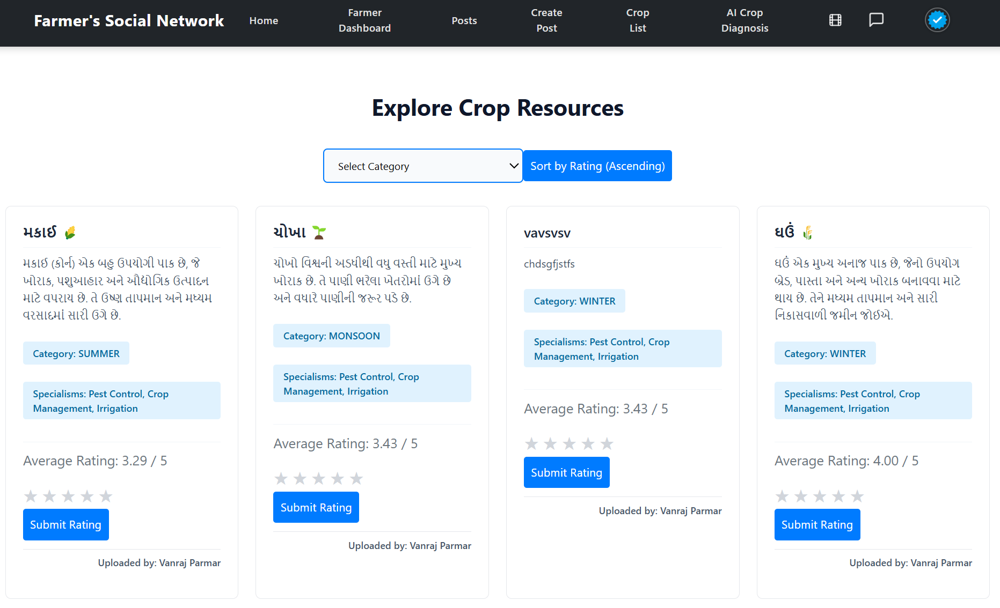 Farmer's Social Network
Home
Farmer
Dashboard
Posts
Create
Post
Crop
List
AI Crop
Diagnosis
Explore Crop Resources
Select Category
Sort by Rating (Ascending)
મકાઈ 🌽
મકાઈ (કોર્ન) એક બહુ ઉપયોગી પાક છે, જે
ખોરાક, પશુઆહાર અને ઔદ્યોગિક ઉત્પાદન
માટે વપરાય છે. તે ઉષ્ણ તાપમાન અને મધ્યમ
વરસાદમાં સારી ઉગે છે.
Category: SUMMER
Specialisms: Pest Control, Crop
Management, Irrigation
Average Rating: 3.29 / 5
★ ★ ★ ★ ★
Submit Rating
Uploaded by: Vanraj Parmar
ચોખા 🌱
ચોખો વિશ્વની અડધીથી વધુ વસ્તી માટે મુખ્ય
ખોરાક છે. તે પાણી ભરેલા ખેતરોમાં ઉગે છે
અને વધારે પાણીની જરૂર પડે છે.
Category: MONSOON
Specialisms: Pest Control, Crop
Management, Irrigation
Average Rating: 3.43 / 5
★ ★ ★ ★ ★
Submit Rating
Uploaded by: Vanraj Parmar
vavsvsv
chdsgfjstfs
Category: WINTER
Specialisms: Pest Control, Crop
Management, Irrigation
Average Rating: 3.43 / 5
★ ★ ★ ★ ★
Submit Rating
Uploaded by: Vanraj Parmar
ઘઉં 🌾
ઘઉં એક મુખ્ય અનાજ પાક છે, જેનો ઉપયોગ
બ્રેડ, પાસ્તા અને અન્ય ખોરાક બનાવવા માટે
થાય છે. તેને મધ્યમ તાપમાન અને સારી
નિકાસવાળી જમીન જોઈએ.
Category: WINTER
Specialisms: Pest Control, Crop
Management, Irrigation
Average Rating: 4.00 / 5
★ ★ ★ ★ ★
Submit Rating
Uploaded by: Vanraj Parmar